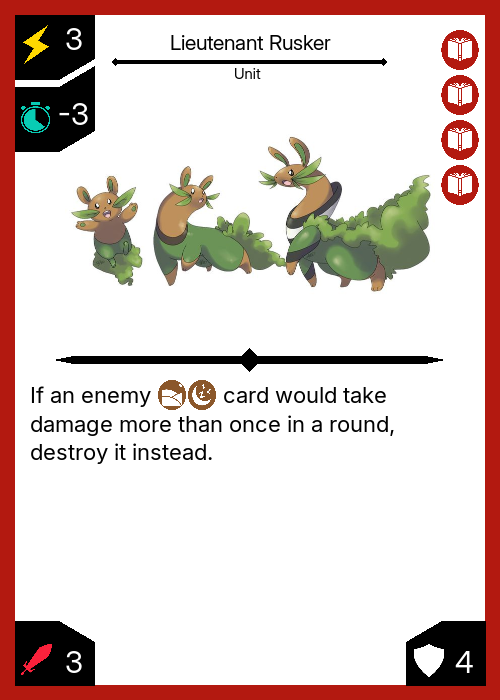 3
Lieutenant Rusker
Unit
-3
If an enemy card would take
damage more than once in a round,
destroy it instead.
3
4